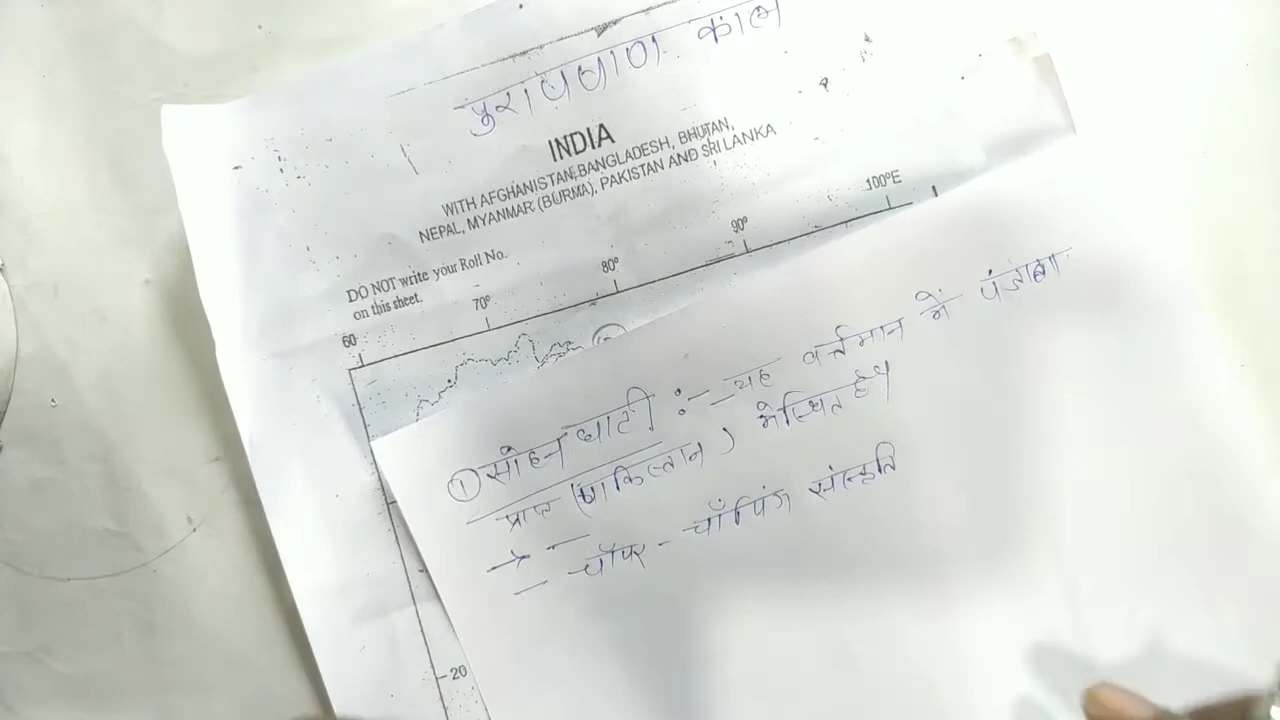 पुरापाषाण काल
INDIA
WITH AFGHANISTAN, BANGLADESH, BHUTAN,
NEPAL, MYANMAR (BURMA), PAKISTAN AND SRI LANKA
DO NOT write your Roll No.
on this sheet.
60 70° 80° 90° 100°E
① सोहन घाटी :- यह वर्त्तमान में पंजाब
प्रान्त (पाकिस्तान) में स्थित है।
→
- चॉपर - चॉपिंग संस्कृति
20